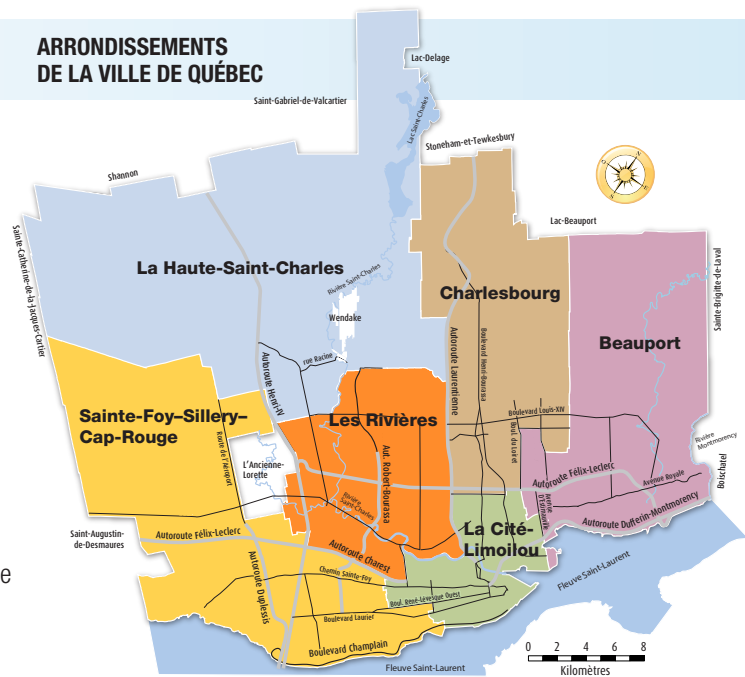 ARRONDISSEMENTS
DE LA VILLE DE QUÉBEC
Lac-Delage
Saint-Gabriel-de-Valcartier
Lac Saint-Charles
Stoneham-et-Tewkesbury
Shannon
N
O
E
S
Lac-Beauport
Sainte-Catherine-de-la-Jacques-Cartier
La Haute-Saint-Charles
Rivière Saint-Charles
Charlesbourg
Sainte-Brigitte-de-Laval
Wendake
Beauport
rue Racine
Autoroute Henri-IV
Autoroute Laurentienne
Boulevard Henri-Bourassa
Sainte-Foy–Sillery–
Cap-Rouge
Les Rivières
Boulevard Louis-XIV
Boul. du Loiret
Route de l'Aéroport
Aut. Robert-Bourassa
Rivière
Montmorency
L'Ancienne-
Lorette
Boischatel
Autoroute Félix-Leclerc
Avenue Royale
Rivière
Saint-Charles
Avenue
D'Estimauville
Autoroute Dufferin-Montmorency
La Cité-
Limoilou
Saint-Augustin-
de-Desmaures
Autoroute Félix-Leclerc
Autoroute Charest
Autoroute Duplessis
Chemin Sainte-Foy
Fleuve Saint-Laurent
e
Boul. René-Lévesque Ouest
Boulevard Laurier
Boulevard Champlain
Fleuve Saint-Laurent
0 2 4 6 8
Kilomètres